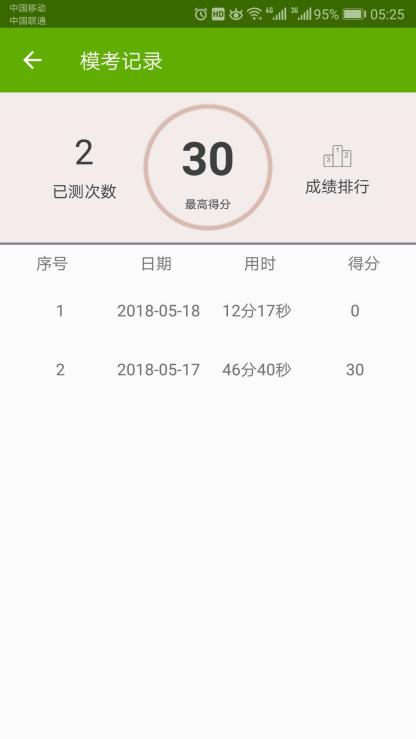 中国移动
中国联通
HD 4G 3G 95% 05:25
模考记录
2
已测次数
30
最高得分
3 1 2
成绩排行
序号 日期 用时 得分
1 2018-05-18 12分17秒 0
2 2018-05-17 46分40秒 30